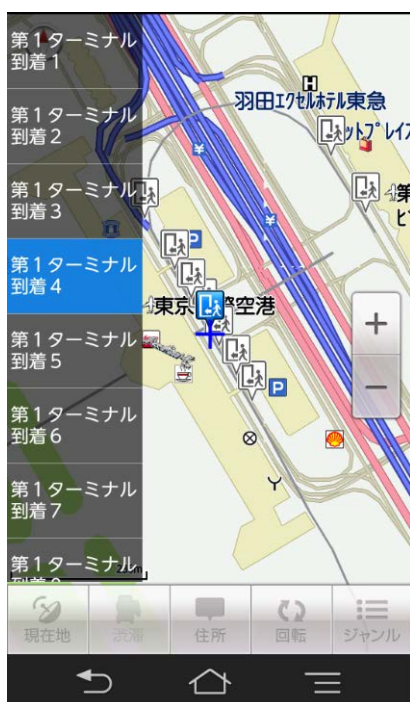 第1ターミナル
到着1
第1ターミナル
到着2
第1ターミナル
到着3
第1ターミナル
到着4
第1ターミナル
到着5
第1ターミナル
到着6
第1ターミナル
到着7
第1ターミナル
羽田エクセルホテル東急
東京
空港
P
P
H
+
−
現在地
渋滞
住所
回転
ジャンル